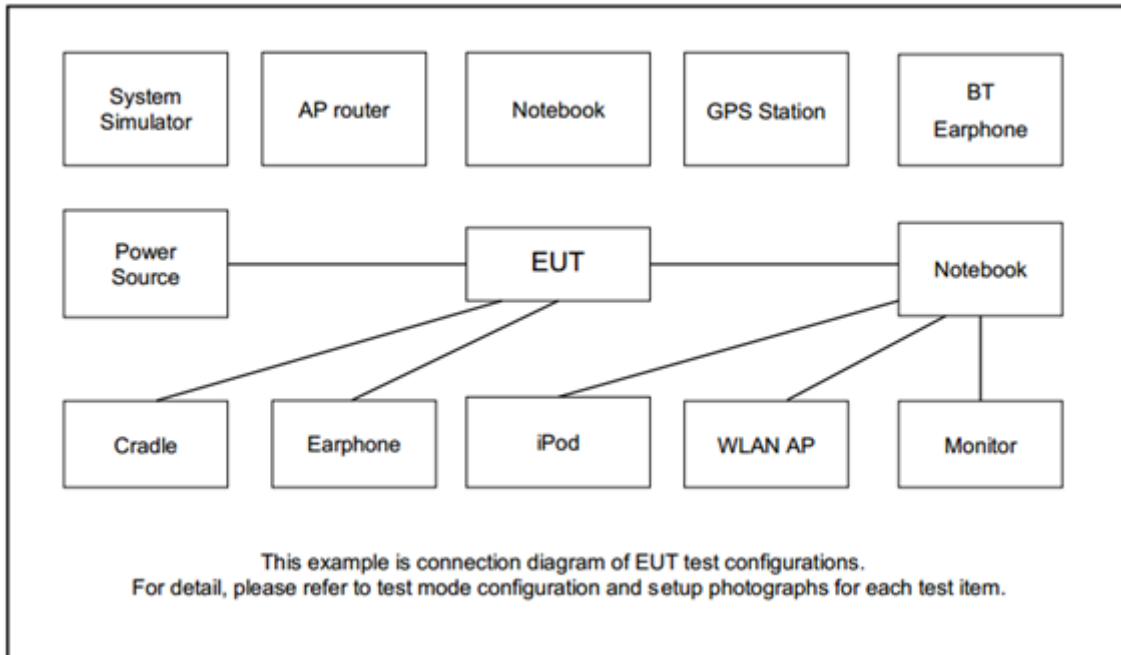 System
Simulator
AP router
Notebook
GPS Station
BT
Earphone
Power
Source
EUT
Notebook
Cradle
Earphone
iPod
WLAN AP
Monitor
This example is connection diagram of EUT test configurations.
For detail, please refer to test mode configuration and setup photographs for each test item.